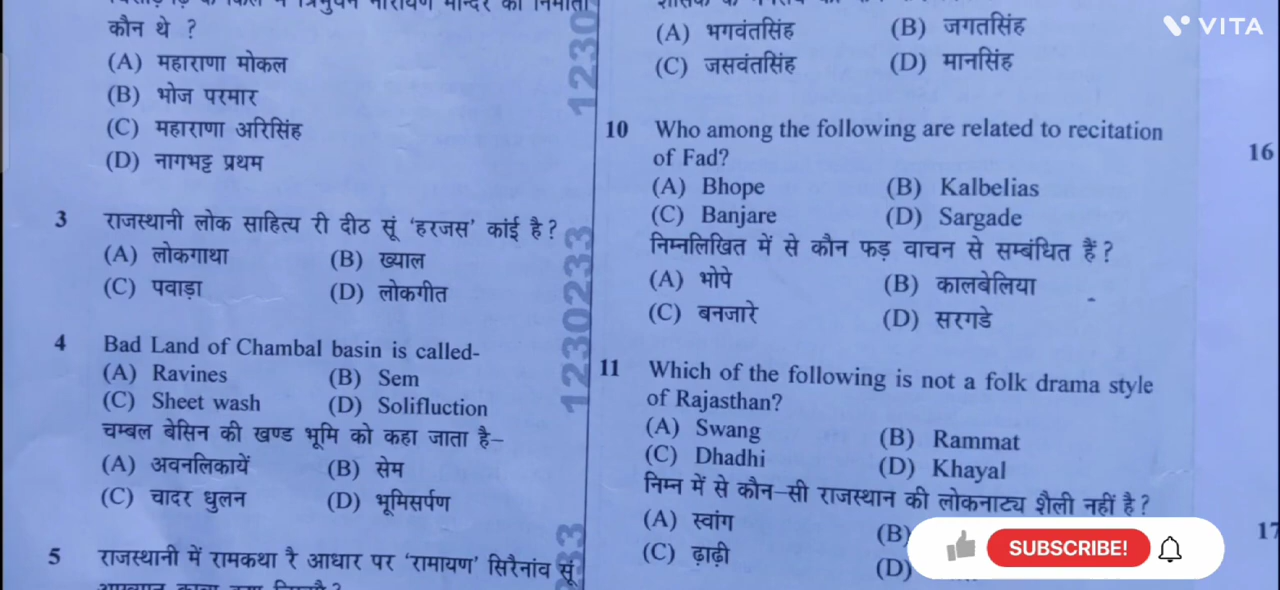 कौन थे ?
(A) महाराणा मोकल
(B) भोज परमार
(C) महाराणा अरिसिंह
(D) नागभट्ट प्रथम
3 राजस्थानी लोक साहित्य री दीठ सूं ‘हरजस’ कांई है ?
(A) लोकगाथा (B) ख्याल
(C) पवाड़ा (D) लोकगीत
4 Bad Land of Chambal basin is called-
(A) Ravines (B) Sem
(C) Sheet wash (D) Solifluction
चम्बल बेसिन की खण्ड भूमि को कहा जाता है–
(A) अवनलिकायें (B) सेम
(C) चादर धुलन (D) भूमिसर्पण
5 राजस्थानी में रामकथा रै आधार पर ‘रामायण’ सिरैनांव सूं
1230
1230233
33
(A) भगवंतसिंह (B) जगतसिंह
(C) जसवंतसिंह (D) मानसिंह
10 Who among the following are related to recitation
of Fad?
(A) Bhope (B) Kalbelias
(C) Banjare (D) Sargade
निम्नलिखित में से कौन फड़ वाचन से सम्बंधित हैं ?
(A) भोपे (B) कालबेलिया
(C) बनजारे (D) सरगडे
11 Which of the following is not a folk drama style
of Rajasthan?
(A) Swang (B) Rammat
(C) Dhadhi (D) Khayal
निम्न में से कौन–सी राजस्थान की लोकनाट्य शैली नहीं है ?
(A) स्वांग (B)
(C) ढ़ाढ़ी (D)
16
17
VITA
SUBSCRIBE!